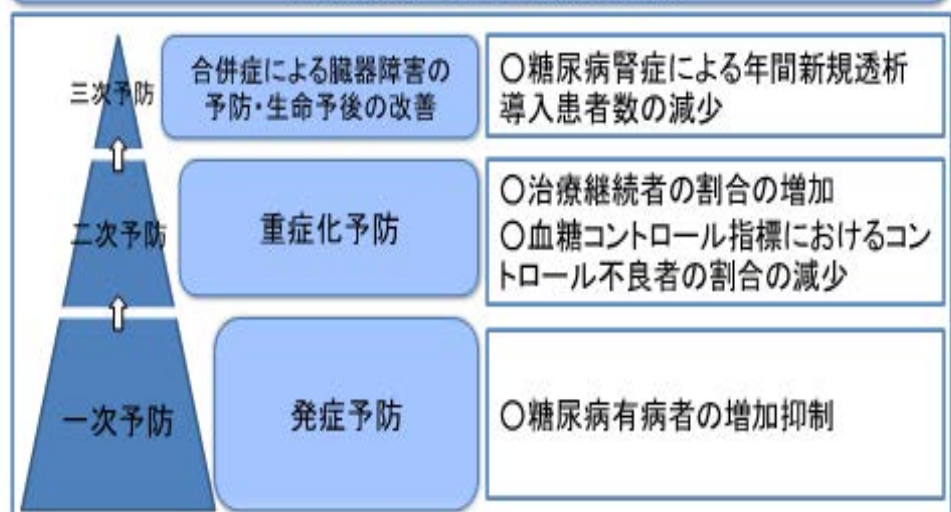 三次予防
合併症による臓器障害の
予防・生命予後の改善
〇糖尿病腎症による年間新規透析
導入患者数の減少
二次予防
重症化予防
〇治療継続者の割合の増加
〇血糖コントロール指標におけるコン
トロール不良者の割合の減少
一次予防
発症予防
〇糖尿病有病者の増加抑制